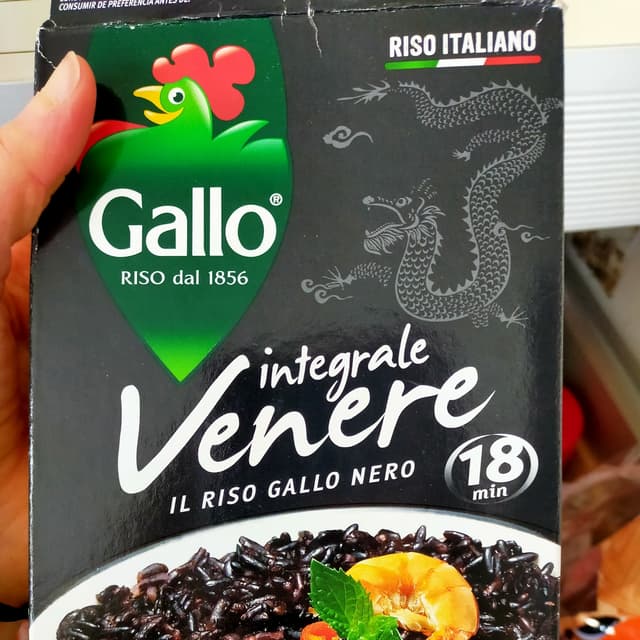 CONSUMIR DE PREFERENCIA ANTES DE:
RISO ITALIANO
Gallo®
RISO dal 1856
integrale
Venere
IL RISO GALLO NERO
18
min